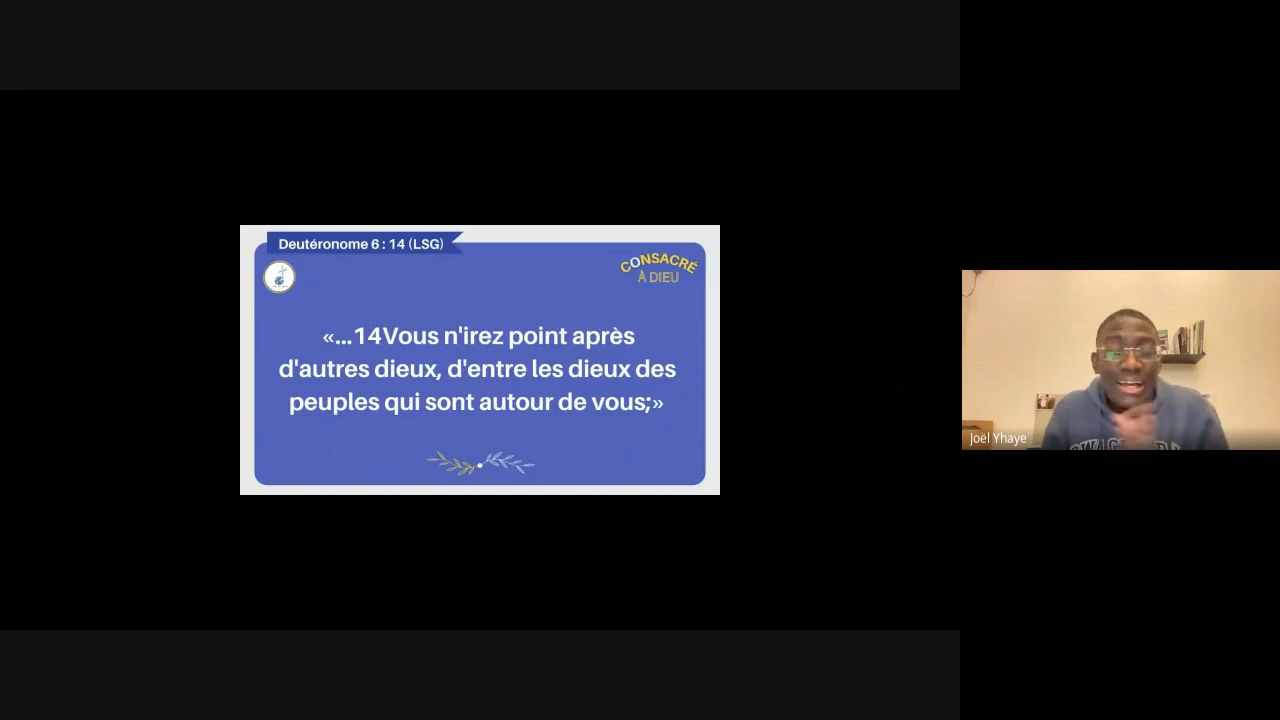 Deutéronome 6 : 14 (LSG)
CONSACRÉ
À DIEU
«...14Vous n'irez point après
d'autres dieux, d'entre les dieux des
peuples qui sont autour de vous;»
Joël Yhaye